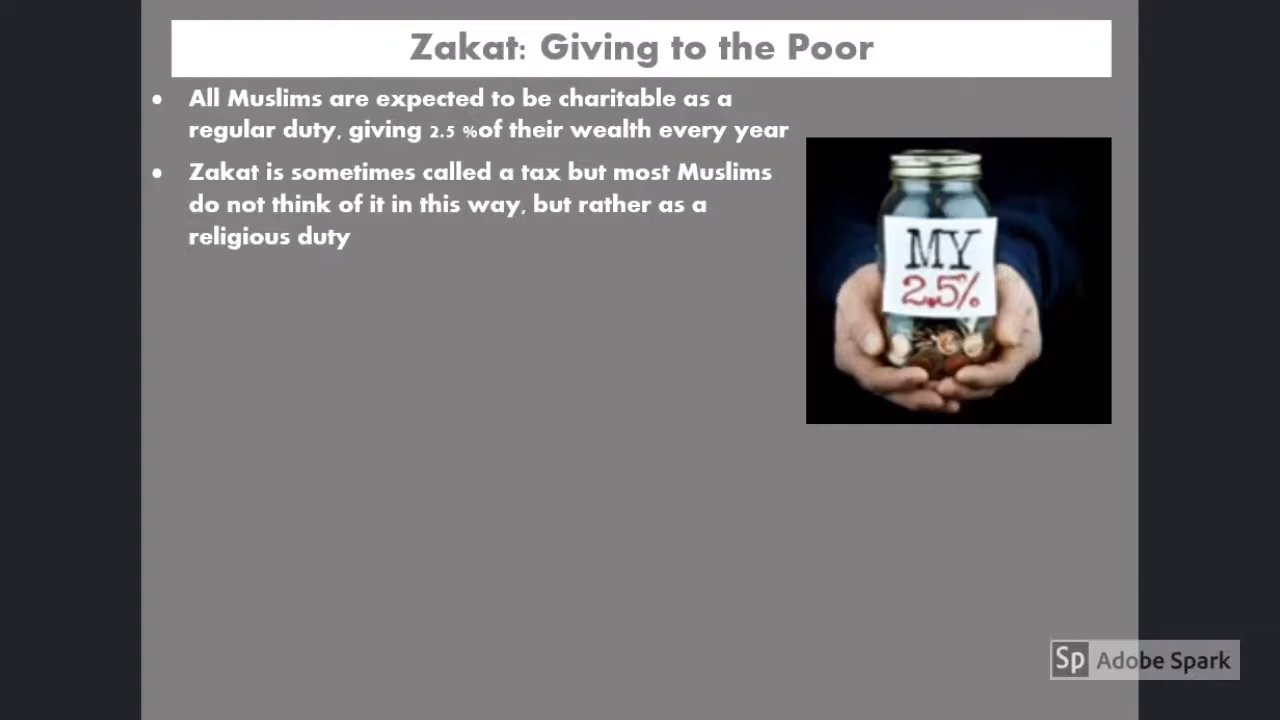 Zakat: Giving to the Poor
• All Muslims are expected to be charitable as a
regular duty, giving 2.5 %of their wealth every year
• Zakat is sometimes called a tax but most Muslims
do not think of it in this way, but rather as a
religious duty
MY
2.5%
Sp Adobe Spark